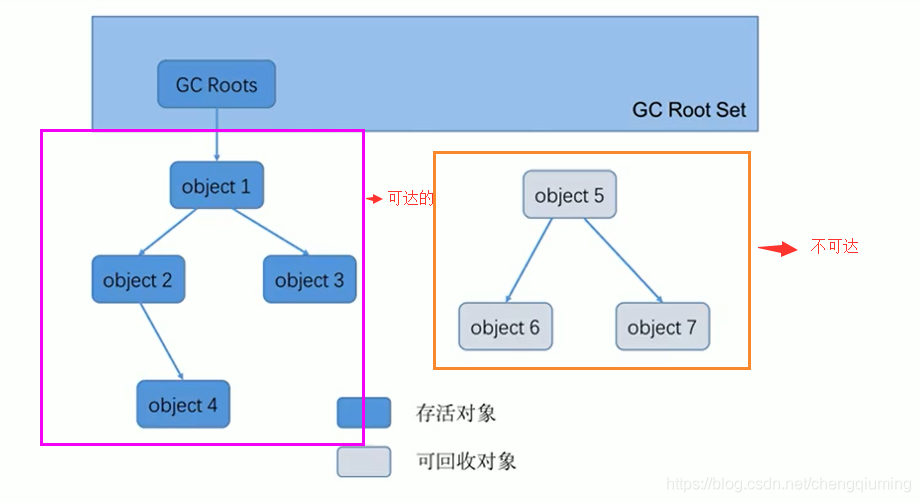 GC Roots
GC Root Set
object 1
可达的
object 5
不可达
object 2
object 3
object 6
object 7
object 4
存活对象
可回收对象
https://blog.csdn.net/chengqiuming